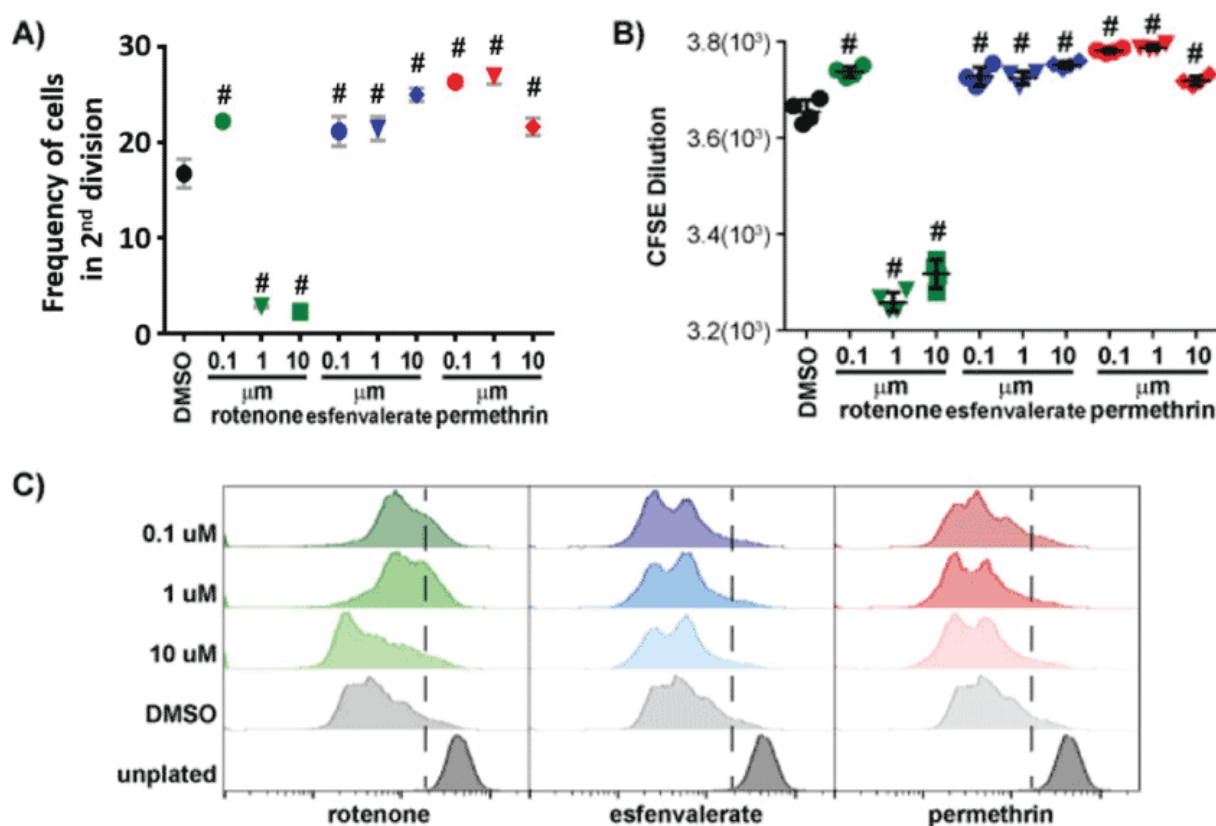 A)
Frequency of cells
in 2nd division
30
20
10
0
# # # # # # # # #
DMSO 0.1 1 10 0.1 1 10 0.1 1 10
μm μm μm
rotenone esfenvalerate permethrin
B)
CFSE Dilution
3.8(10³)
3.6(10³)
3.4(10³)
3.2(10³)
# # # # # # # # #
DMSO 0.1 1 10 0.1 1 10 0.1 1 10
μm μm μm
rotenone esfenvalerate permethrin
C)
0.1 uM
1 uM
10 uM
DMSO
unplated
rotenone esfenvalerate permethrin